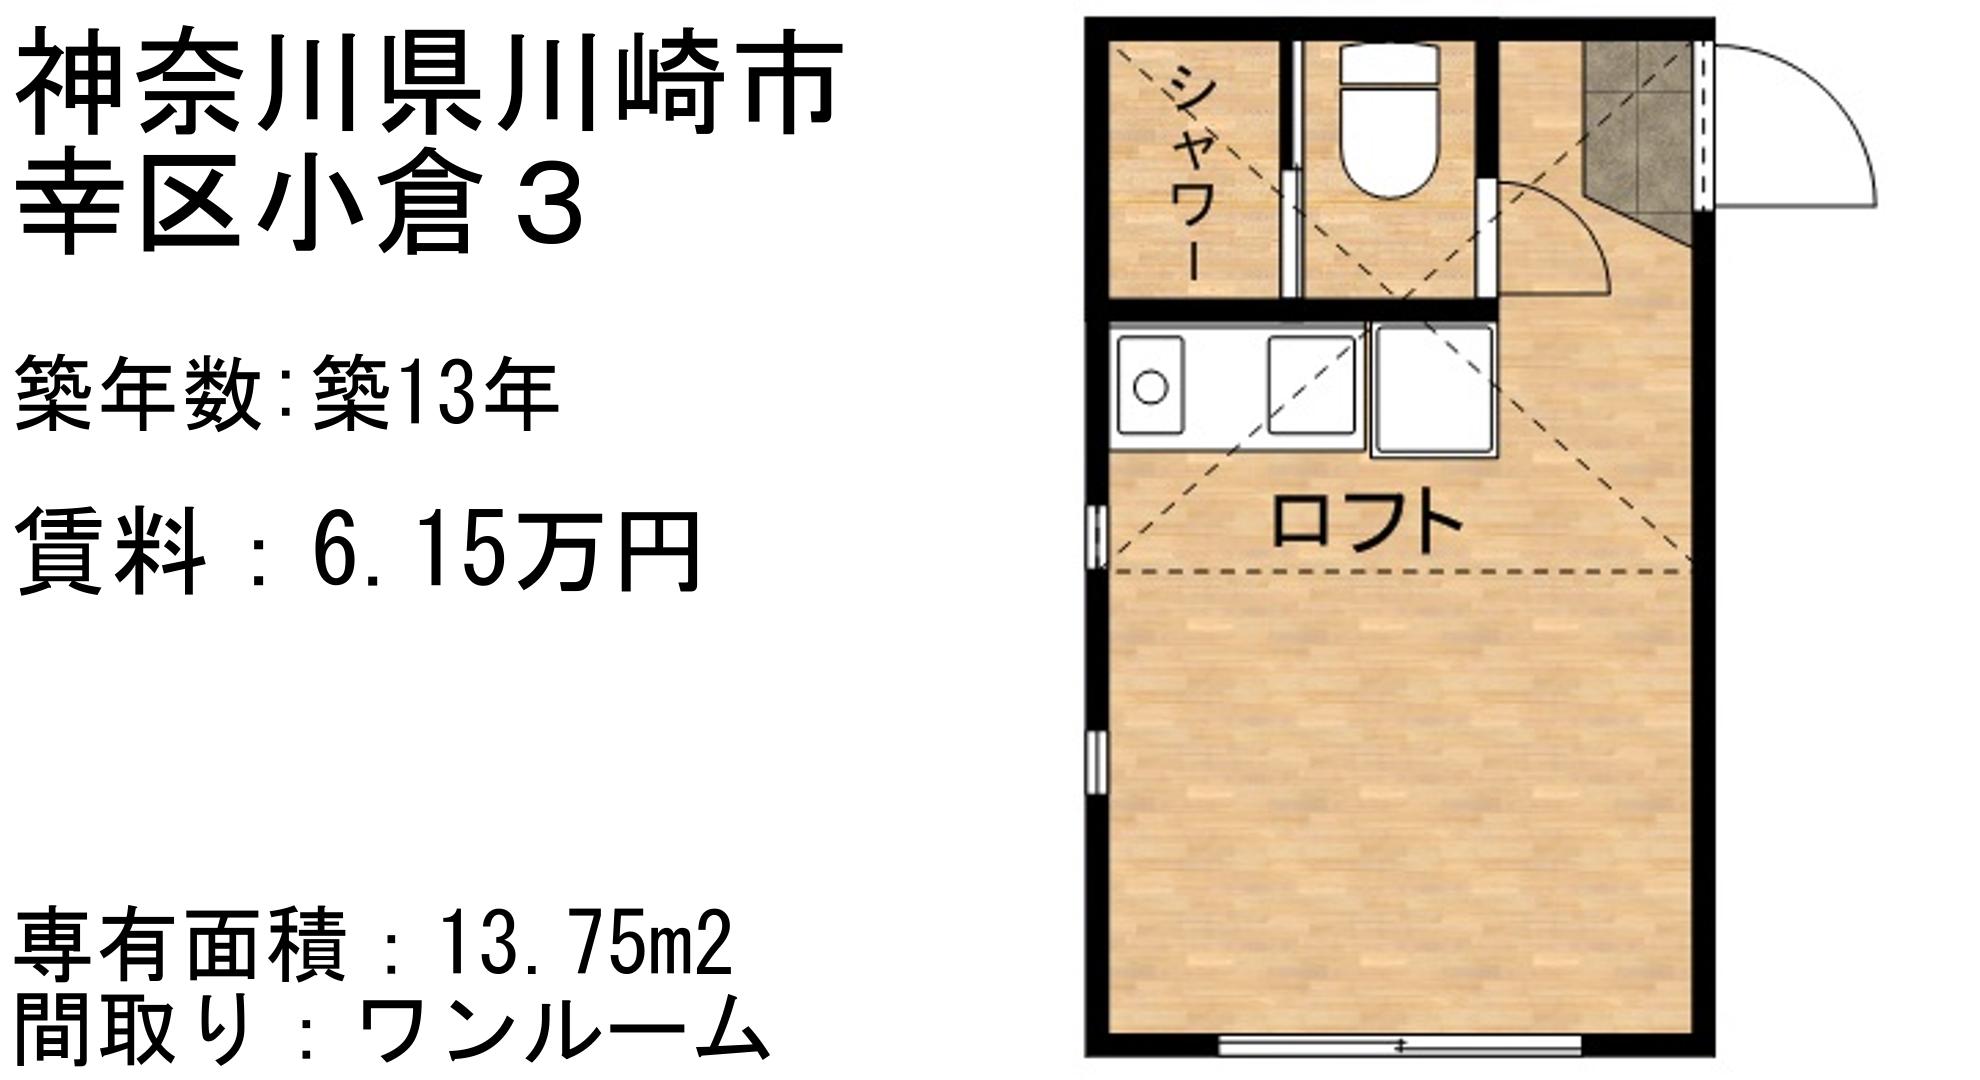 神奈川県川崎市
幸区小倉３
築年数:築13年
賃料：6.15万円
専有面積：13.75m2
間取り：ワンルーム
シャワー
ロフト